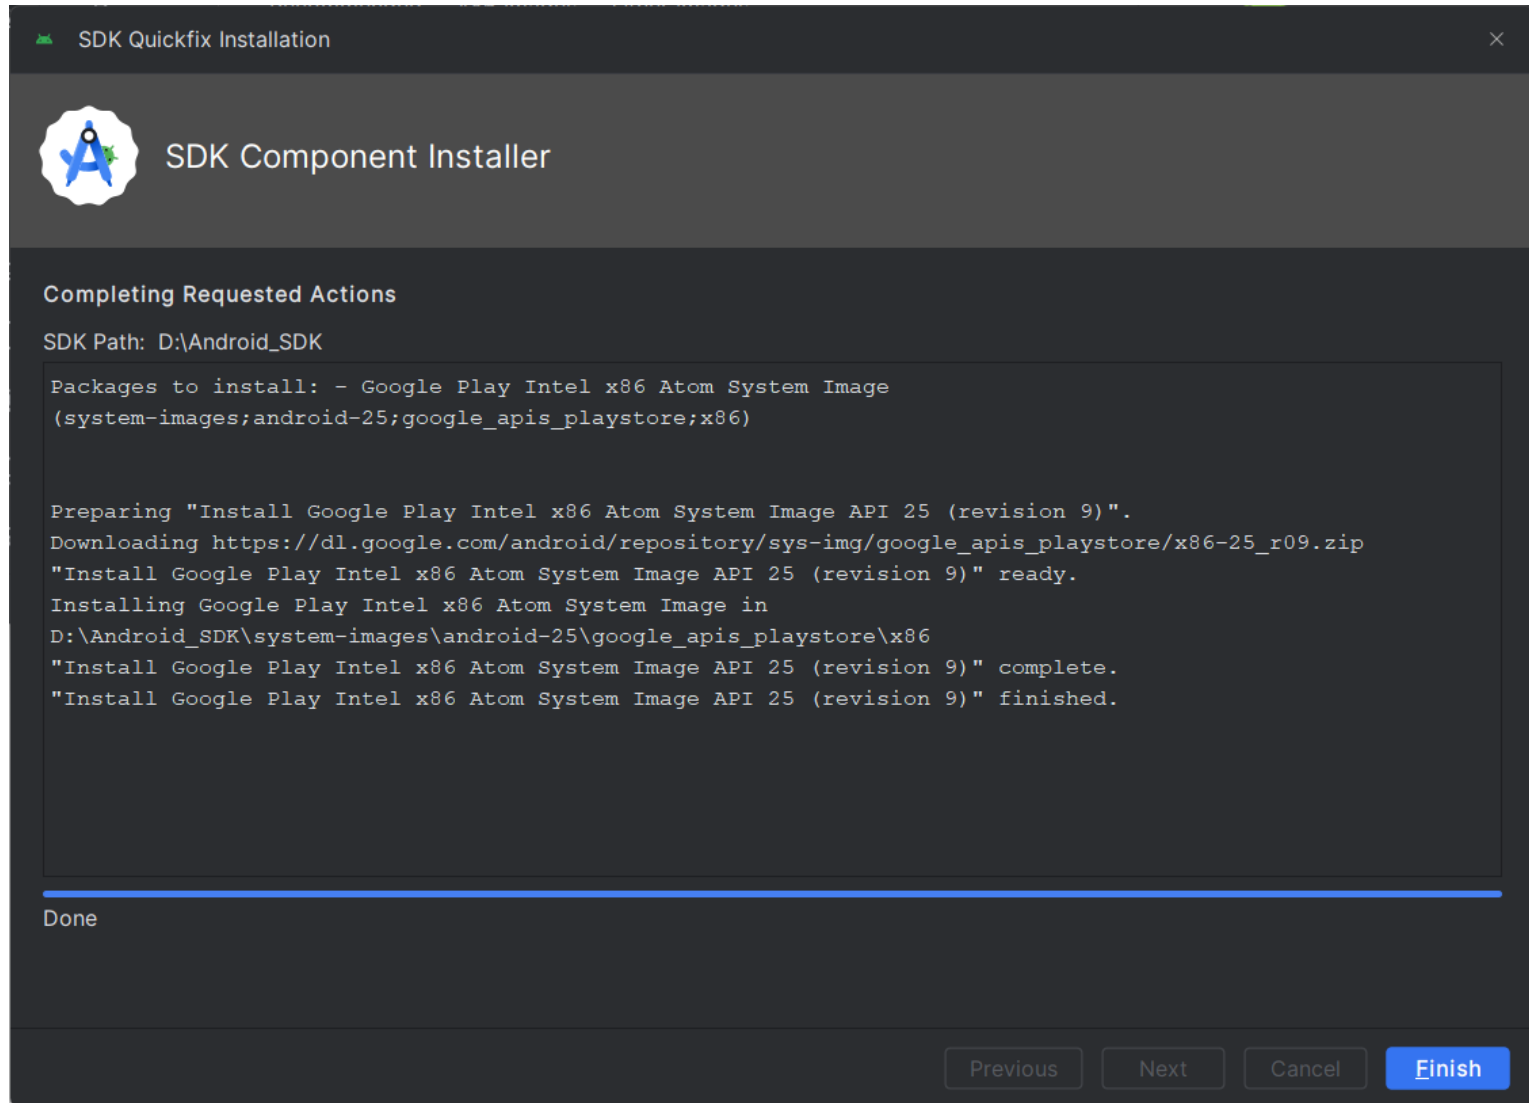 SDK Quickfix Installation
SDK Component Installer
Completing Requested Actions
SDK Path: D:\Android_SDK
Packages to install: - Google Play Intel x86 Atom System Image
(system-images;android-25;google_apis_playstore;x86)
Preparing "Install Google Play Intel x86 Atom System Image API 25 (revision 9)".
Downloading https://dl.google.com/android/repository/sys-img/google_apis_playstore/x86-25_r09.zip
"Install Google Play Intel x86 Atom System Image API 25 (revision 9)" ready.
Installing Google Play Intel x86 Atom System Image in
D:\Android_SDK\system-images\android-25\google_apis_playstore\x86
"Install Google Play Intel x86 Atom System Image API 25 (revision 9)" complete.
"Install Google Play Intel x86 Atom System Image API 25 (revision 9)" finished.
Done
Previous Next Cancel Finish